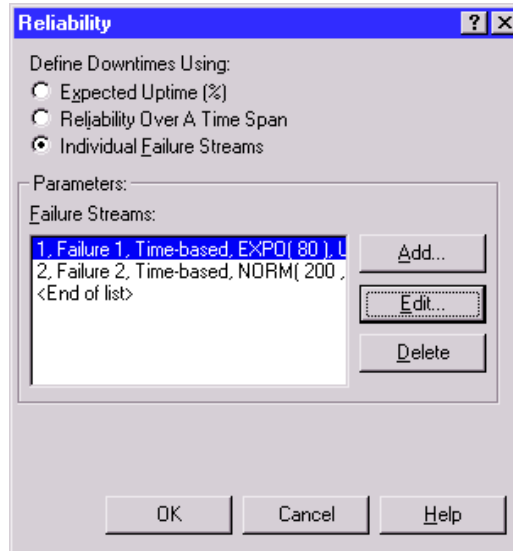 Reliability
Define Downtimes Using:
Expected Uptime (%)
Reliability Over A Time Span
Individual Failure Streams
Parameters:
Failure Streams:
1, Failure 1, Time-based, EXPO( 80 ), U
2, Failure 2, Time-based, NORM( 200 ,
<End of list>
Add...
Edit...
Delete
OK
Cancel
Help